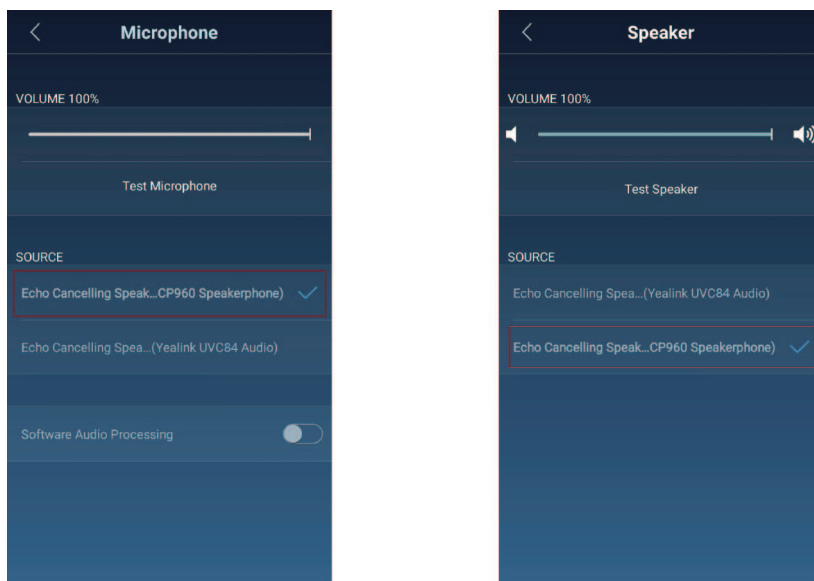 Microphone
VOLUME 100%
Test Microphone
SOURCE
Echo Cancelling Speak...CP960 Speakerphone)
Echo Cancelling Spea...(Yealink UVC84 Audio)
Software Audio Processing
Speaker
VOLUME 100%
Test Speaker
SOURCE
Echo Cancelling Spea...(Yealink UVC84 Audio)
Echo Cancelling Speak...CP960 Speakerphone)